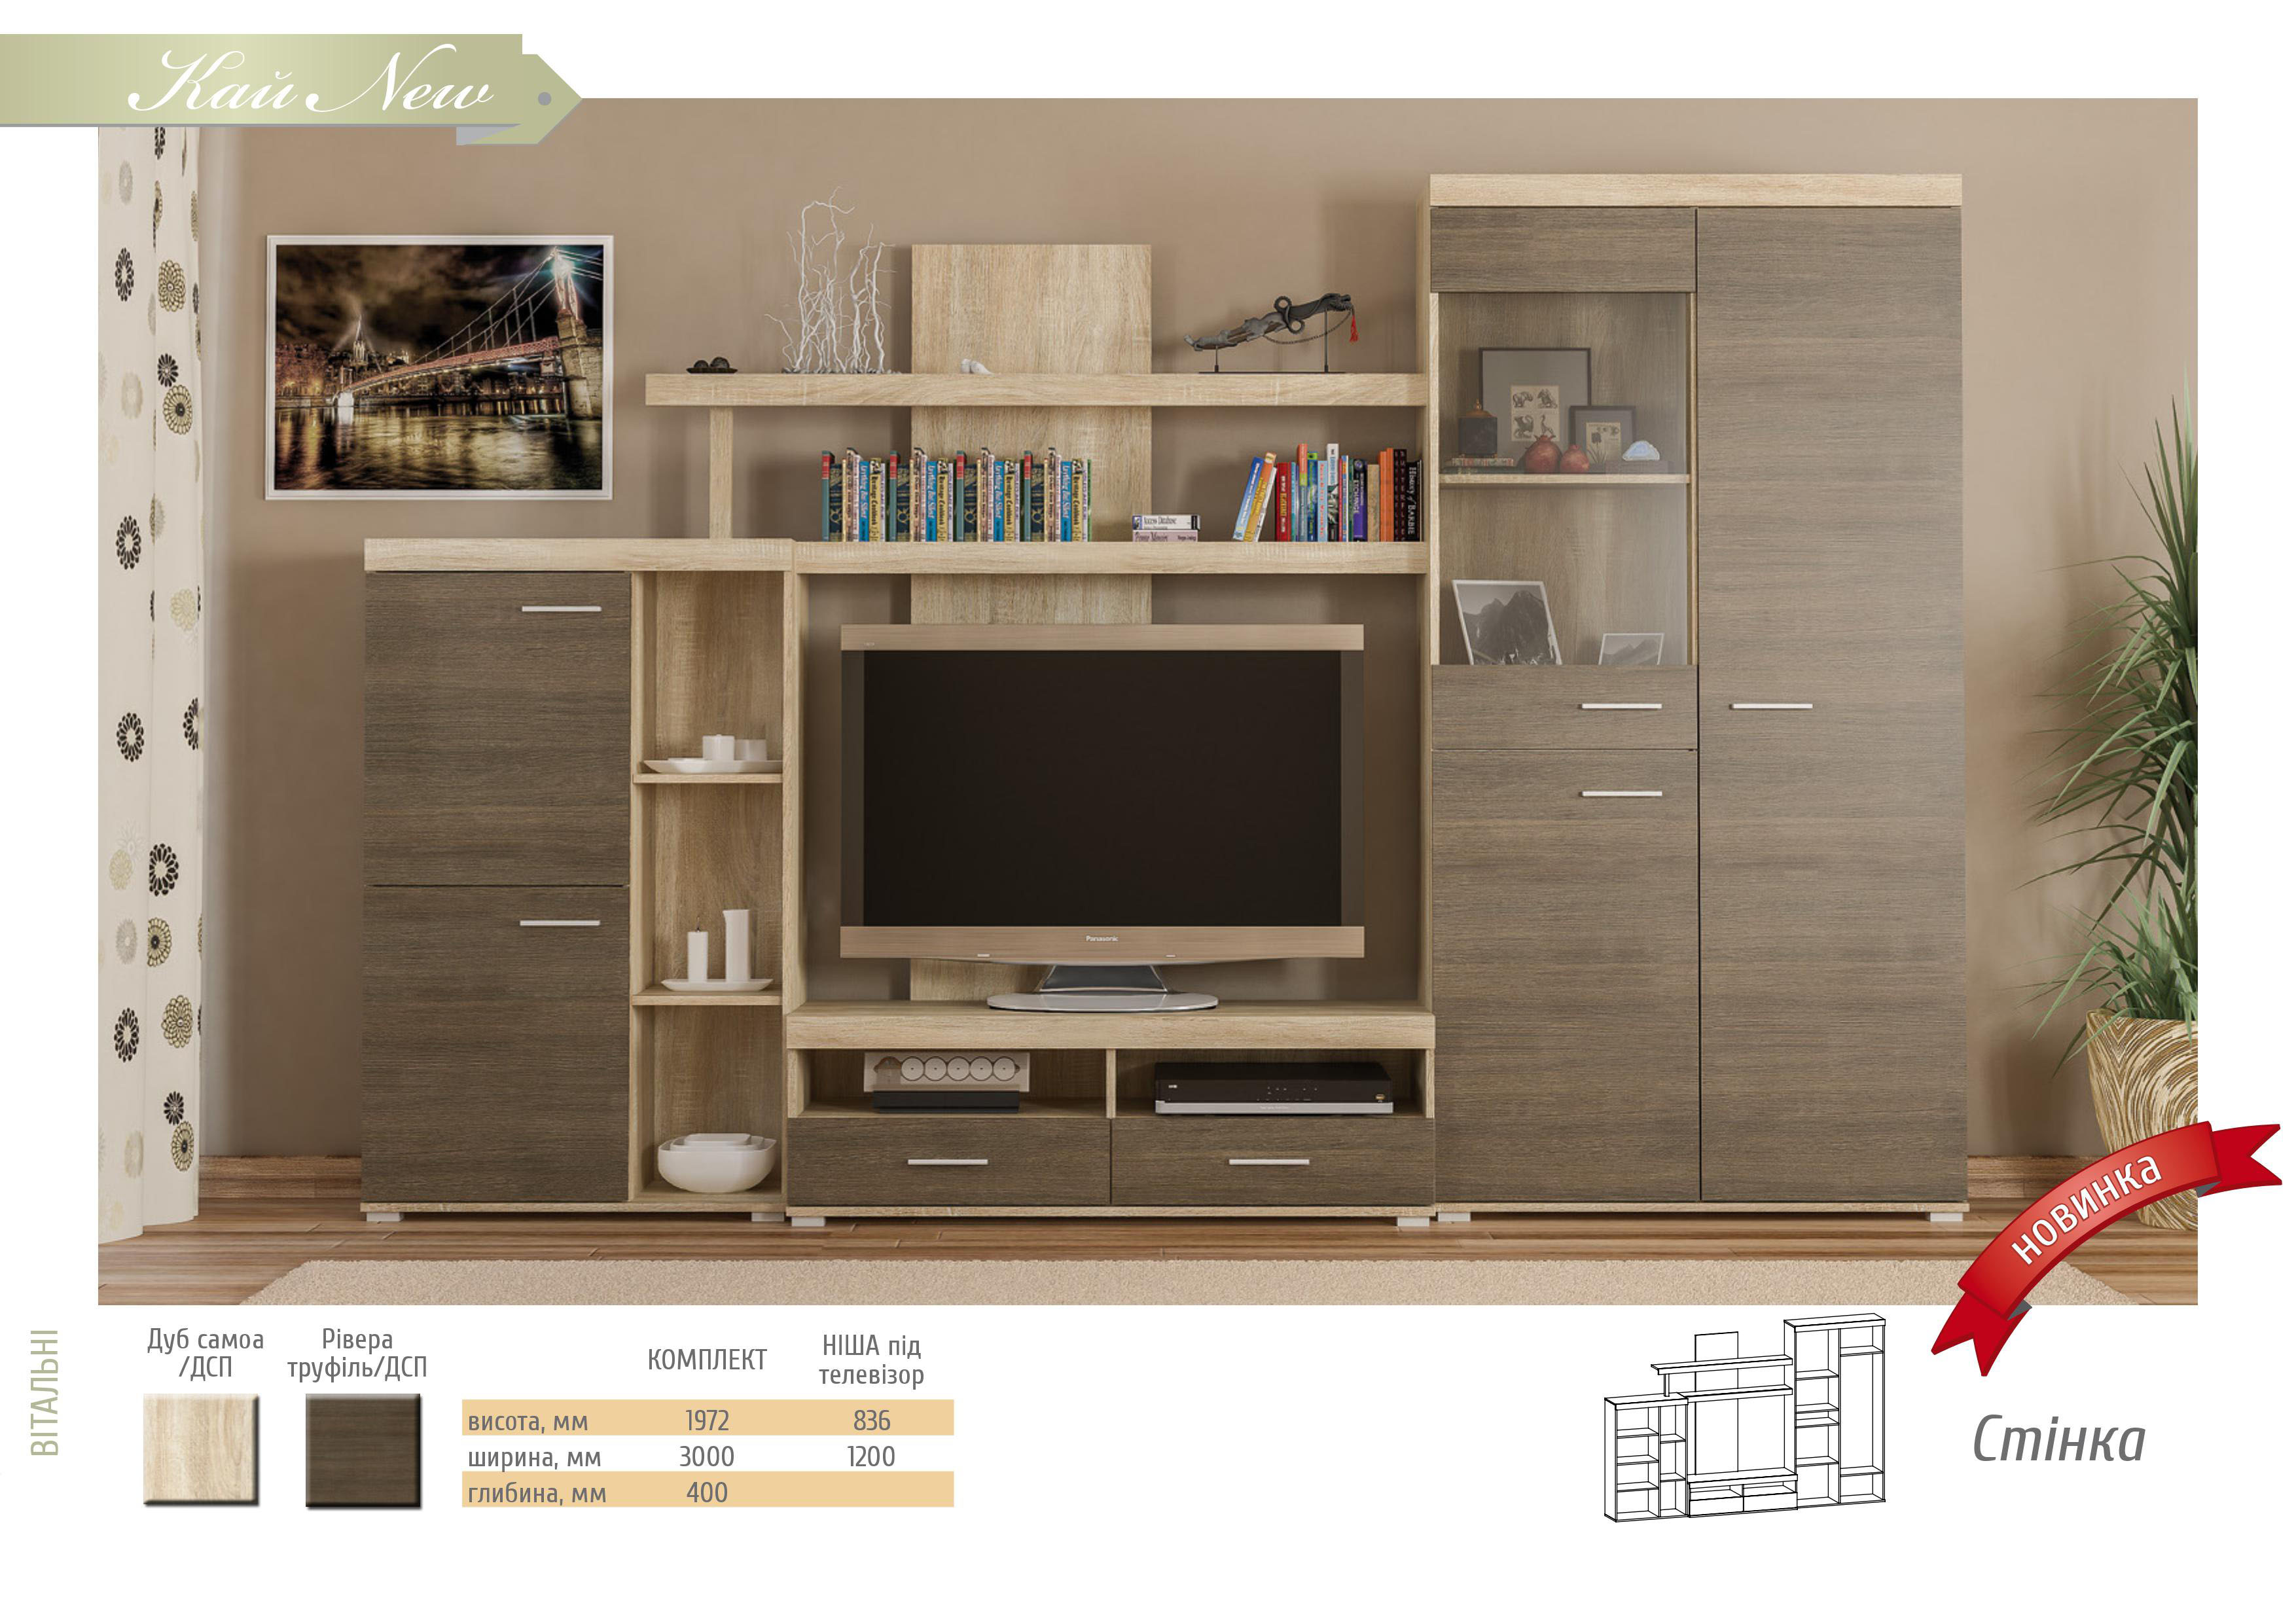 Кай New
Panasonic
НОВИНКА
ВІТАЛЬНІ
Дуб самоа
/ДСП
Рівера
труфіль/ДСП
КОМПЛЕКТ
НІША під
телевізор
висота, мм 1972 836
ширина, мм 3000 1200
глибина, мм 400
Стінка